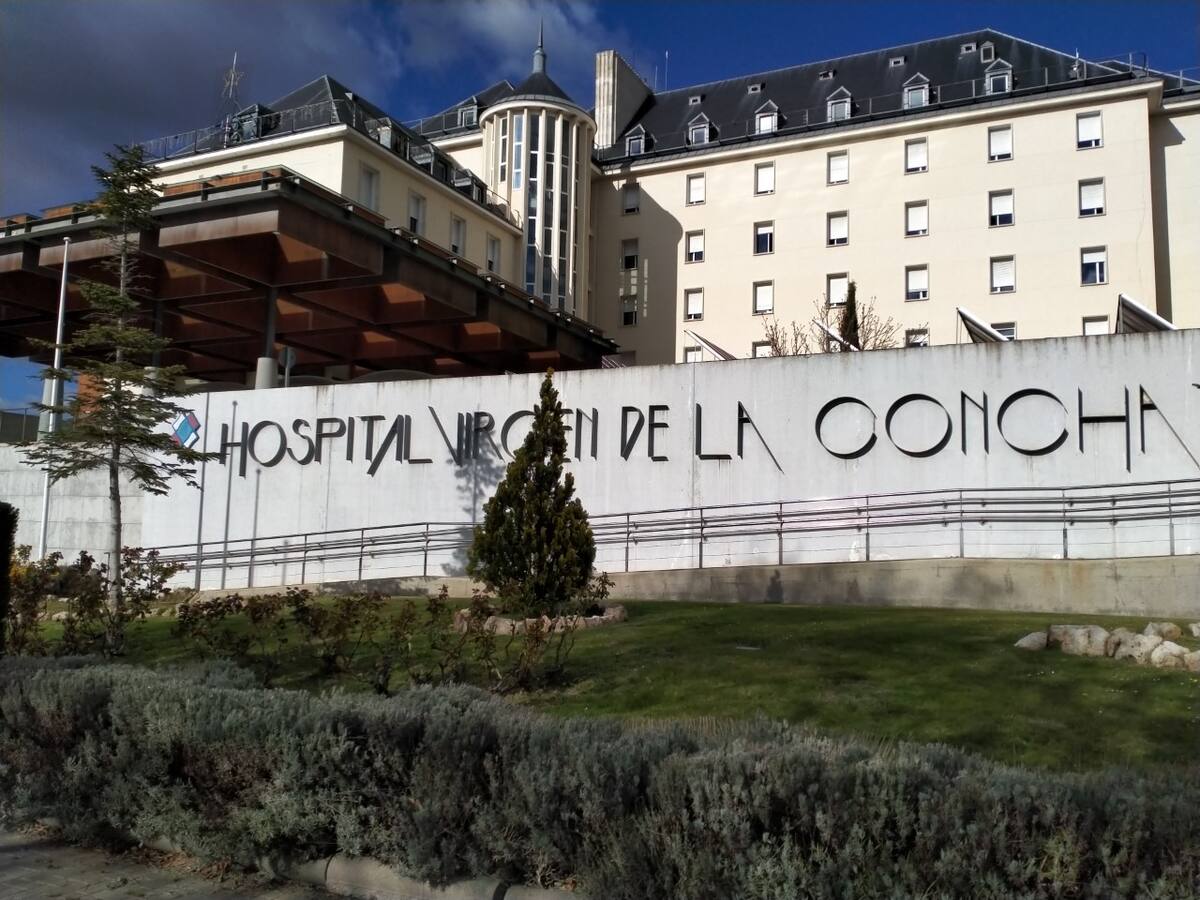 HOSPITAL VIRGEN DE LA CONCHA